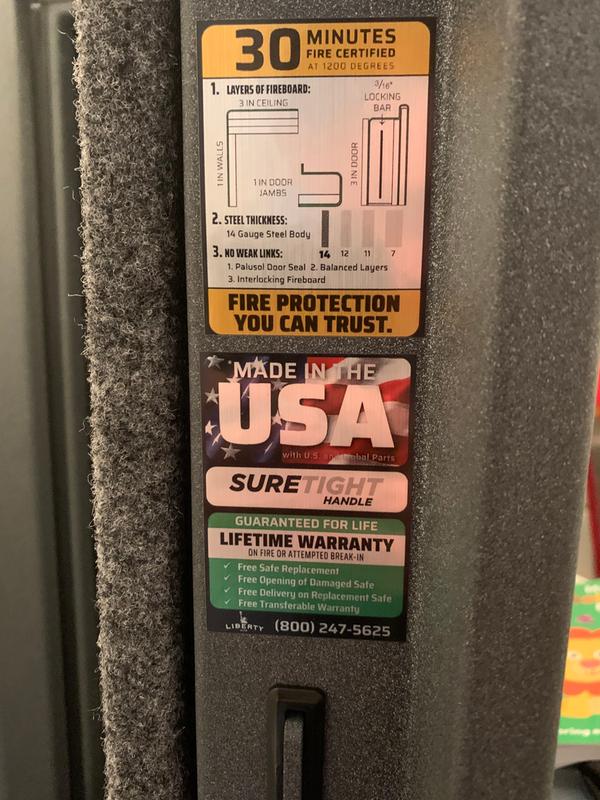 30 MINUTES
FIRE CERTIFIED
AT 1200 DEGREES
1. LAYERS OF FIREBOARD:
3 IN CEILING
3/16"
LOCKING
BAR
1 IN WALLS
1 IN DOOR
JAMBS
3 IN DOOR
2. STEEL THICKNESS:
14 Gauge Steel Body
14 12 11 7
3. NO WEAK LINKS:
1. Palusol Door Seal 2. Balanced Layers
3. Interlocking Fireboard
FIRE PROTECTION
YOU CAN TRUST.
MADE IN THE
USA
with U.S. and Global Parts
SURETIGHT
HANDLE
GUARANTEED FOR LIFE
LIFETIME WARRANTY
ON FIRE OR ATTEMPTED BREAK-IN
✓ Free Safe Replacement
✓ Free Opening of Damaged Safe
✓ Free Delivery on Replacement Safe
✓ Free Transferable Warranty
LIBERTY (800) 247-5625